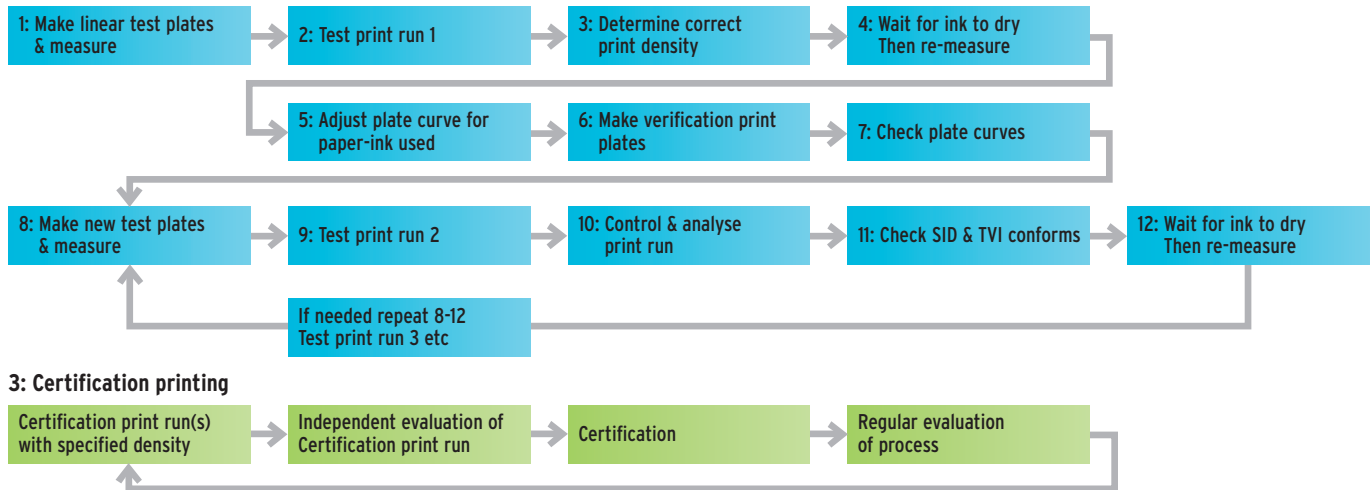 1: Make linear test plates
& measure
2: Test print run 1
3: Determine correct
print density
4: Wait for ink to dry
Then re-measure
5: Adjust plate curve for
paper-ink used
6: Make verification print
plates
7: Check plate curves
8: Make new test plates
& measure
9: Test print run 2
10: Control & analyse
print run
11: Check SID & TVI conforms
12: Wait for ink to dry
Then re-measure
If needed repeat 8-12
Test print run 3 etc
3: Certification printing
Certification print run(s)
with specified density
Independent evaluation of
Certification print run
Certification
Regular evaluation
of process